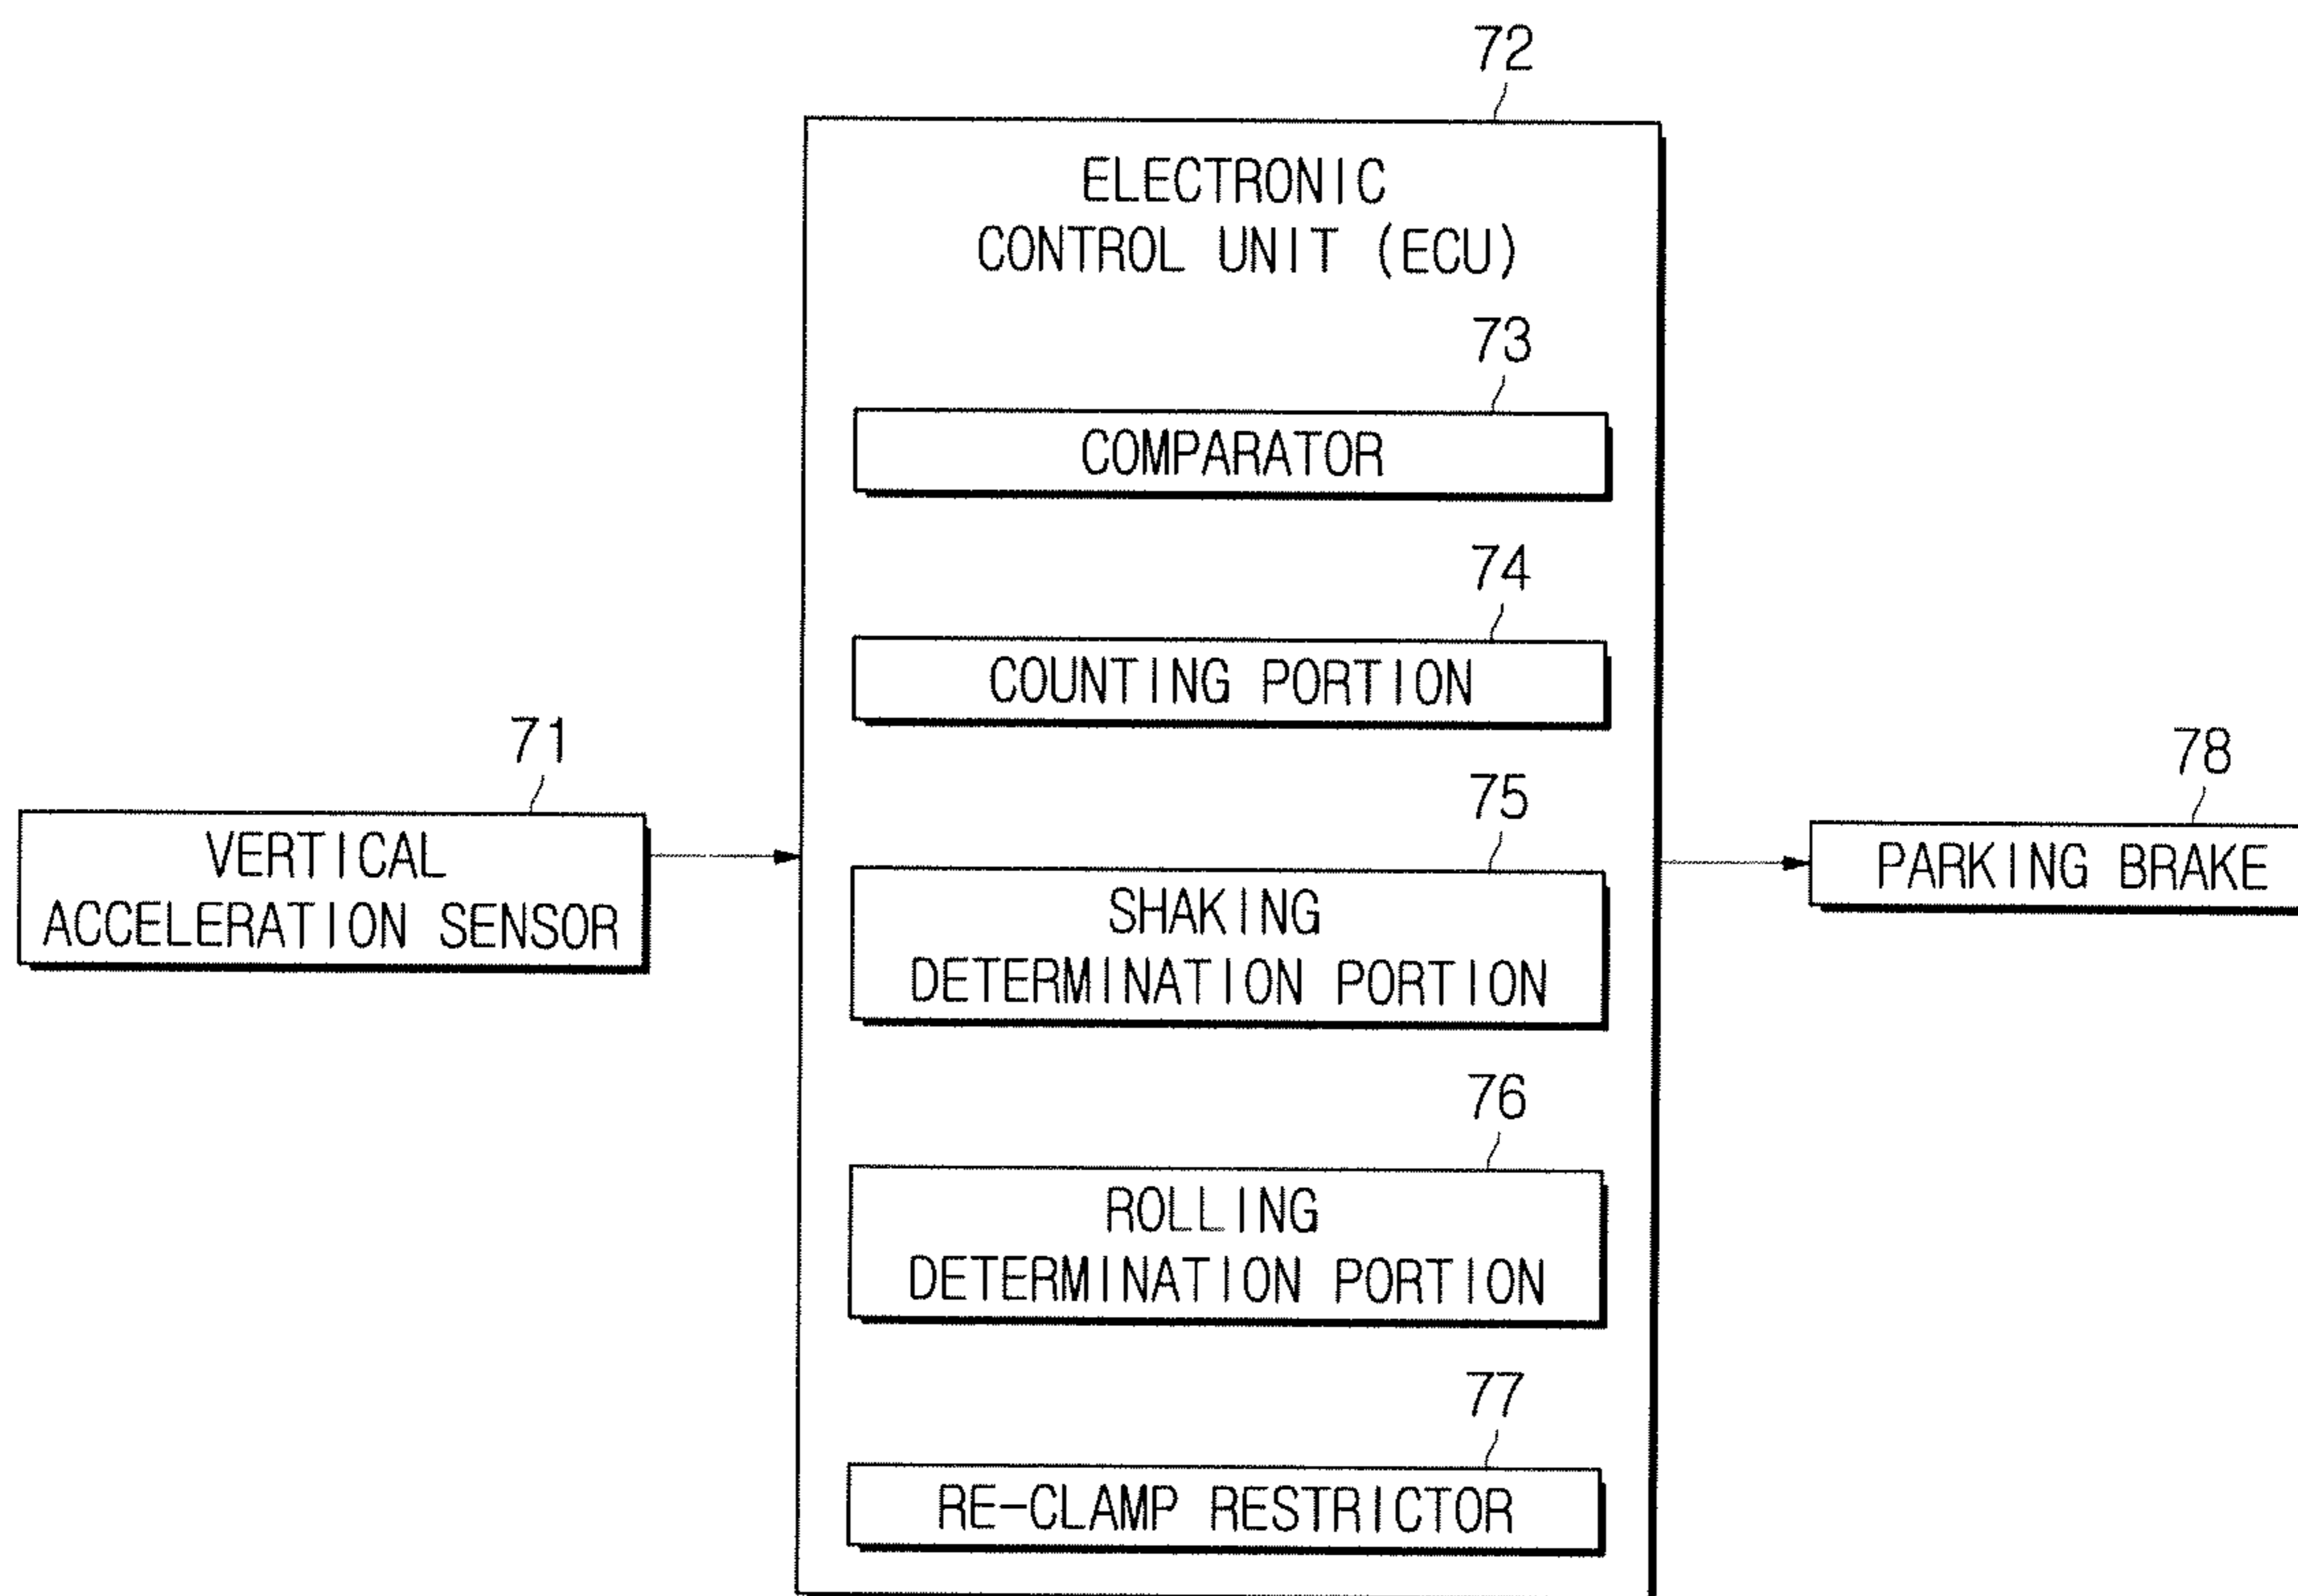 72
ELECTRONIC
CONTROL UNIT (ECU)
73
COMPARATOR
74
COUNTING PORTION
71
VERTICAL
ACCELERATION SENSOR
75
SHAKING
DETERMINATION PORTION
78
PARKING BRAKE
76
ROLLING
DETERMINATION PORTION
77
RE-CLAMP RESTRICTOR